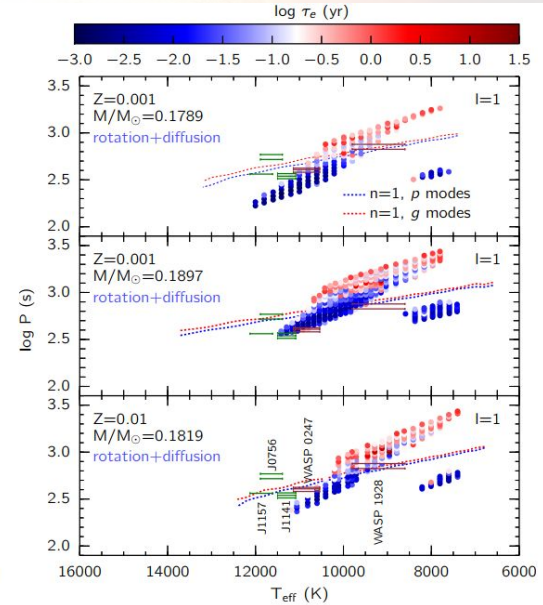 log τe (yr)
−3.0 −2.5 −2.0 −1.5 −1.0 −0.5 0.0 0.5 1.0 1.5
3.5
3.0
2.5
2.0
Z=0.001
M/M⊙=0.1789
rotation+diffusion
l=1
n=1, p modes
n=1, g modes
3.5
3.0
2.5
2.0
Z=0.001
M/M⊙=0.1897
rotation+diffusion
l=1
log P (s)
3.5
3.0
2.5
2.0
Z=0.01
M/M⊙=0.1819
rotation+diffusion
l=1
J0756
WASP 0247
J1157
J1141
WASP 1928
16000 14000 12000 10000 8000 6000
Teff (K)